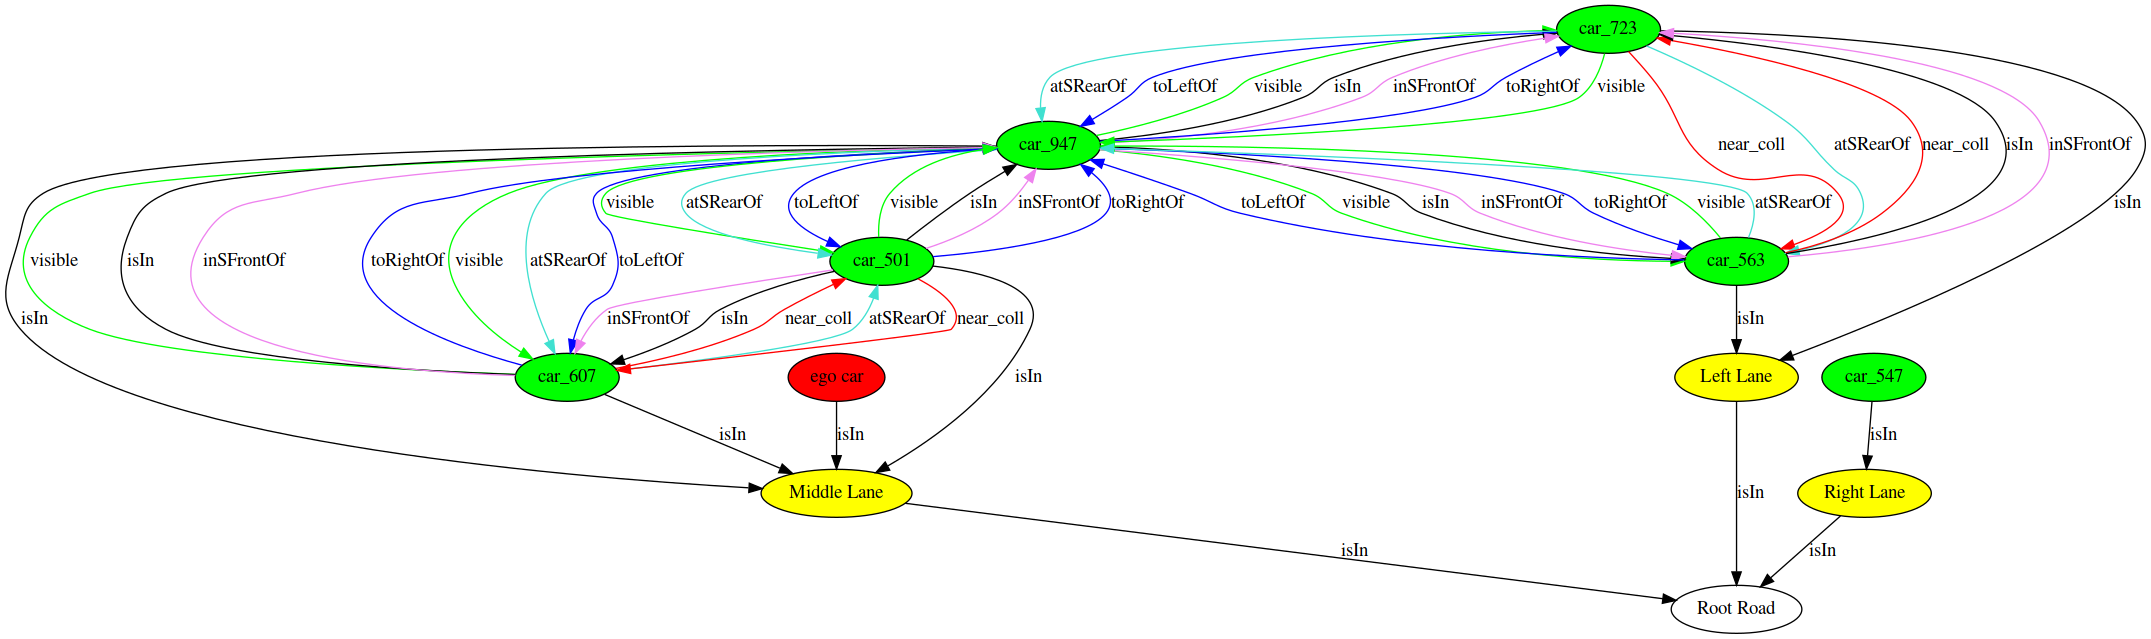 car_723
atSRearOf toLeftOf visible isIn inSFrontOf toRightOf visible
car_947
near_coll atSRearOf near_coll isIn inSFrontOf
visible atSRearOf toLeftOf visible isIn inSFrontOf toRightOf toLeftOf visible isIn inSFrontOf toRightOf visible atSRearOf isIn
visible isIn inSFrontOf toRightOf visible atSRearOf toLeftOf car_501 car_563
isIn inSFrontOf isIn near_coll atSRearOf near_coll isIn
car_607 ego car isIn Left Lane car_547
isIn isIn isIn
Middle Lane isIn Right Lane
isIn isIn
Root Road